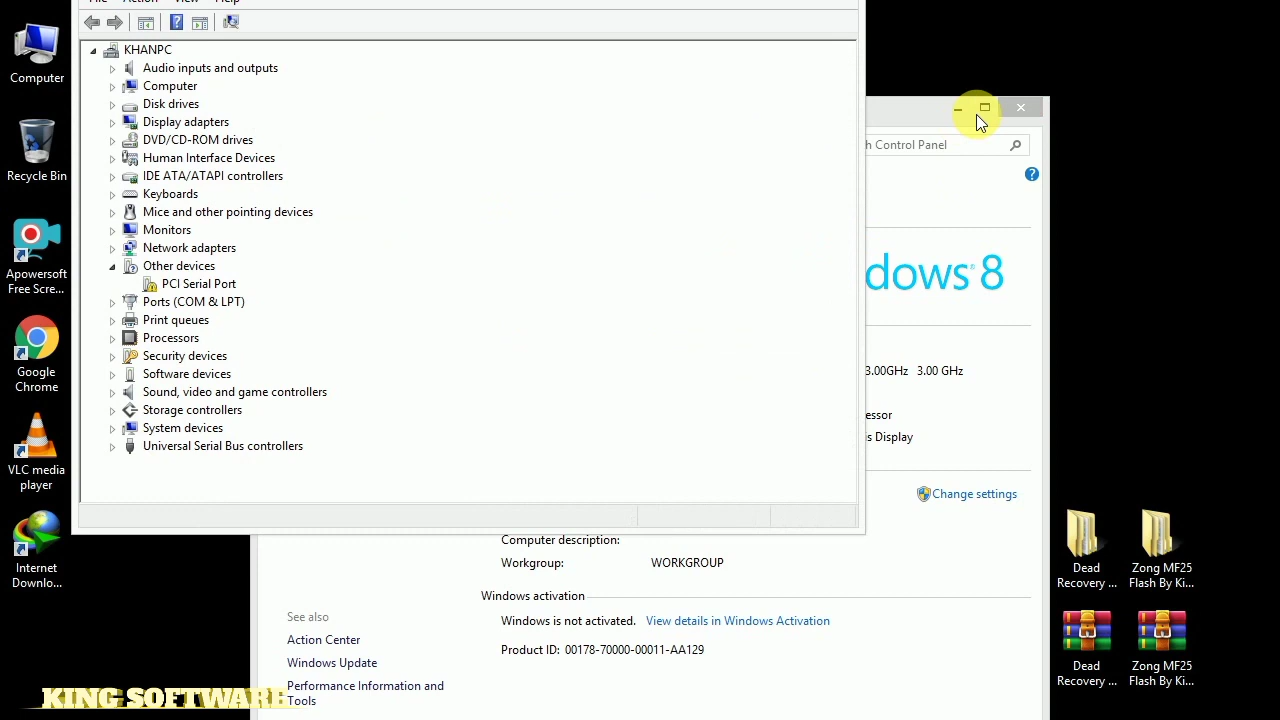 File Action View Help
KHANPC
Audio inputs and outputs
Computer
Disk drives
Display adapters
DVD/CD-ROM drives
Human Interface Devices
IDE ATA/ATAPI controllers
Keyboards
Mice and other pointing devices
Monitors
Network adapters
Other devices
PCI Serial Port
Ports (COM & LPT)
Print queues
Processors
Security devices
Software devices
Sound, video and game controllers
Storage controllers
System devices
Universal Serial Bus controllers
Computer
Recycle Bin
Apowersoft
Free Scre...
Google
Chrome
VLC media
player
Internet
Downlo...
h Control Panel
dows 8
3.00GHz 3.00 GHz
ssor
is Display
Change settings
Computer description:
Workgroup: WORKGROUP
Windows activation
Windows is not activated. View details in Windows Activation
Product ID: 00178-70000-00011-AA129
See also
Action Center
Windows Update
Performance Information and
Tools
Dead
Recovery ...
Zong MF25
Flash By Ki...
Dead
Recovery ...
Zong MF25
Flash By Ki...
KING SOFTWARE